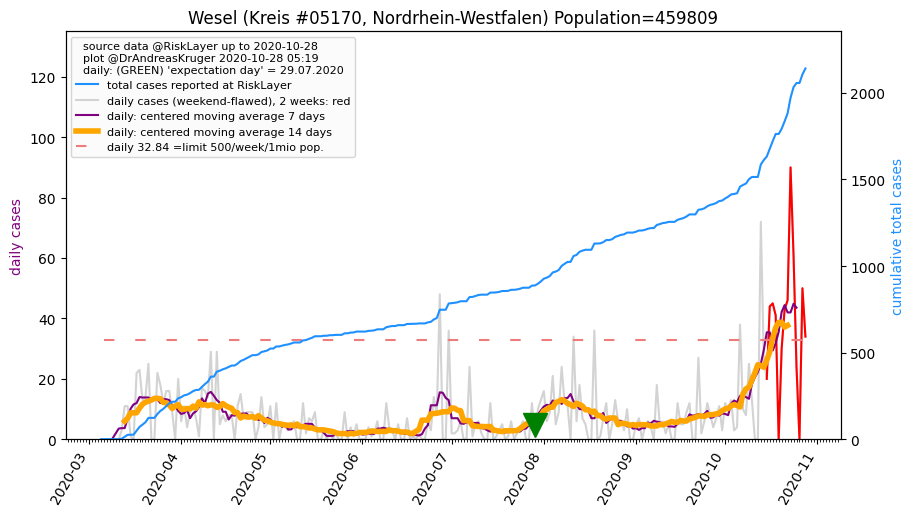 Wesel (Kreis #05170, Nordrhein-Westfalen) Population=459809
source data @RiskLayer up to 2020-10-28
plot @DrAndreasKruger 2020-10-28 05:19
daily: (GREEN) 'expectation day' = 29.07.2020
total cases reported at RiskLayer
daily cases (weekend-flawed), 2 weeks: red
daily: centered moving average 7 days
daily: centered moving average 14 days
daily 32.84 =limit 500/week/1mio pop.
daily cases
120
100
80
60
40
20
0
2000
1500
1000
500
0
cumulative total cases
2020-03
2020-04
2020-05
2020-06
2020-07
2020-08
2020-09
2020-10
2020-11